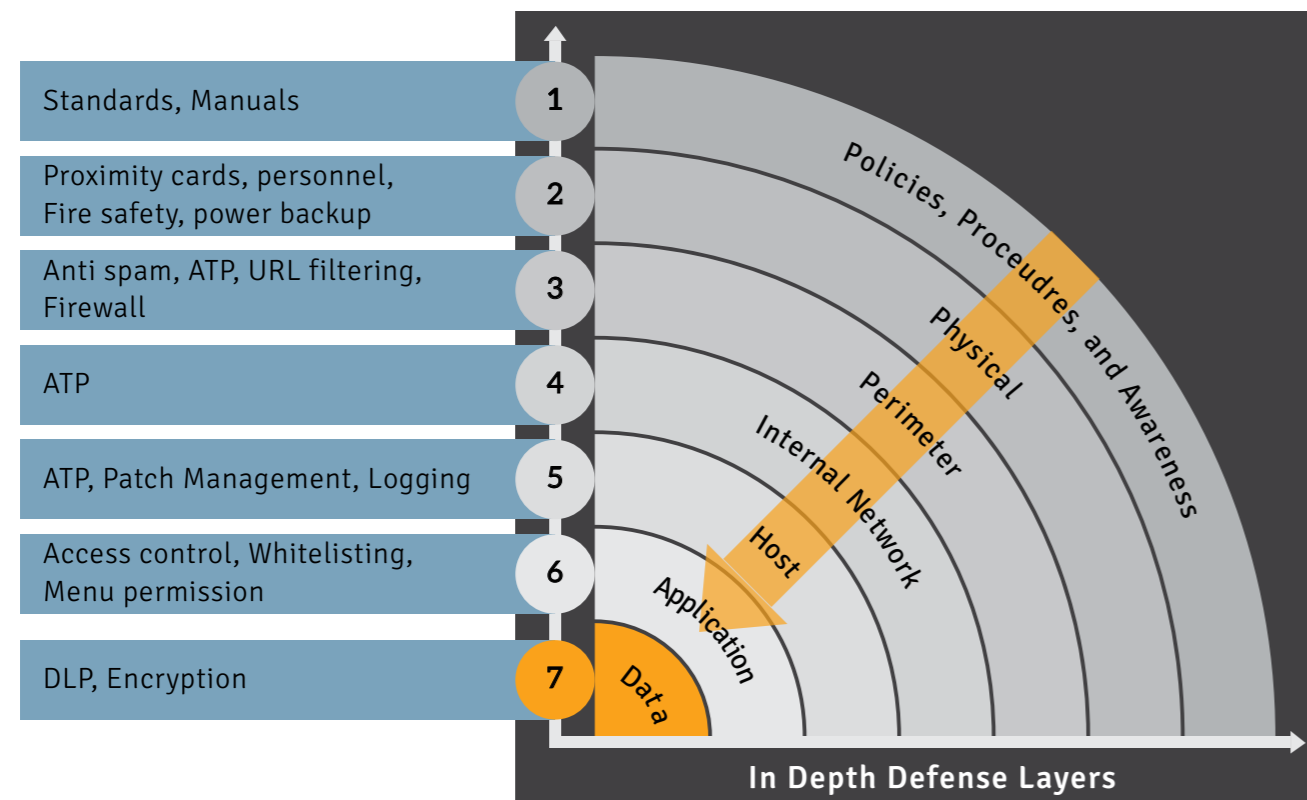 Standards, Manuals
1
Proximity cards, personnel,
Fire safety, power backup
2
Anti spam, ATP, URL filtering,
Firewall
3
ATP
4
ATP, Patch Management, Logging
5
Access control, Whitelisting,
Menu permission
6
DLP, Encryption
7
Policies, Proceudres, and Awareness
Physical
Perimeter
Internal Network
Host
Application
Data
In Depth Defense Layers